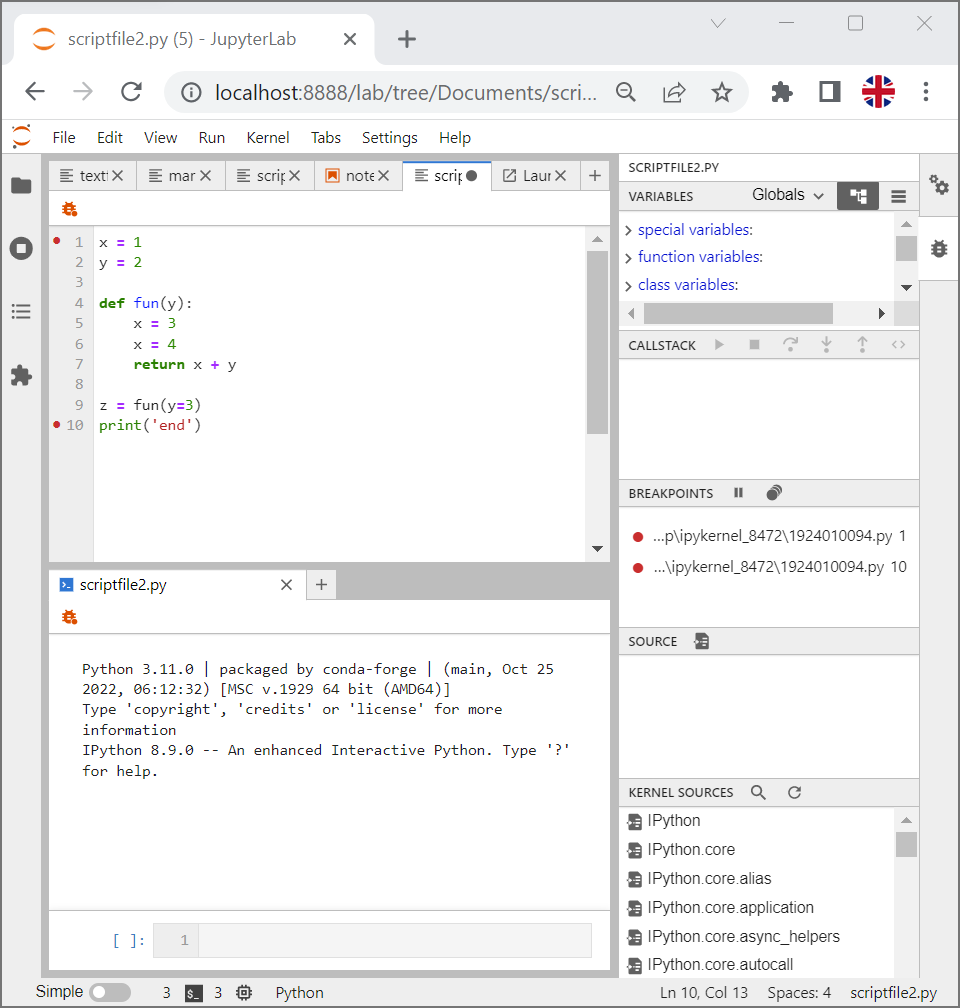 scriptfile2.py (5) - JupyterLab
localhost:8888/lab/tree/Documents/scri...
File Edit View Run Kernel Tabs Settings Help
text mar scrip note scrip Laun
1 x = 1
2 y = 2
3
4 def fun(y):
5 x = 3
6 x = 4
7 return x + y
8
9 z = fun(y=3)
10 print('end')
scriptfile2.py
Python 3.11.0 | packaged by conda-forge | (main, Oct 25
2022, 06:12:32) [MSC v.1929 64 bit (AMD64)]
Type 'copyright', 'credits' or 'license' for more
information
IPython 8.9.0 -- An enhanced Interactive Python. Type '?'
for help.
[ ]: 1
SCRIPTFILE2.PY
VARIABLES Globals
special variables:
function variables:
class variables:
CALLSTACK
BREAKPOINTS
...p\ipykernel_8472\1924010094.py 1
...\ipykernel_8472\1924010094.py 10
SOURCE
KERNEL SOURCES
IPython
IPython.core
IPython.core.alias
IPython.core.application
IPython.core.async_helpers
IPython.core.autocall
Simple 3 3 Python Ln 10, Col 13 Spaces: 4 scriptfile2.py